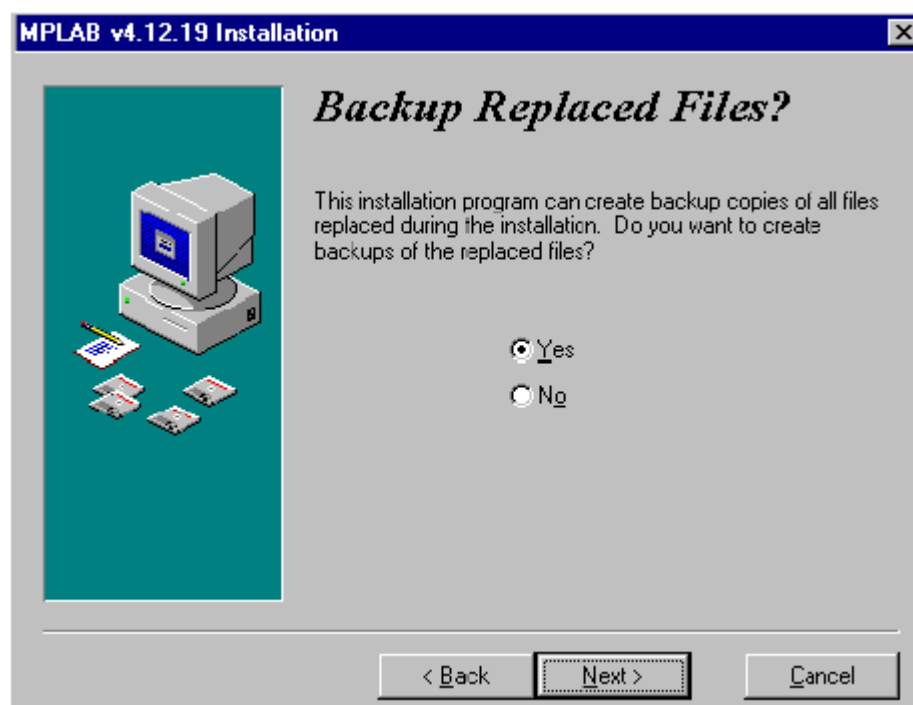 MPLAB v4.12.19 Installation
Backup Replaced Files?
This installation program can create backup copies of all files
replaced during the installation. Do you want to create
backups of the replaced files?
Yes
No
< Back
Next >
Cancel